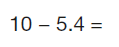 10 – 5.4 =